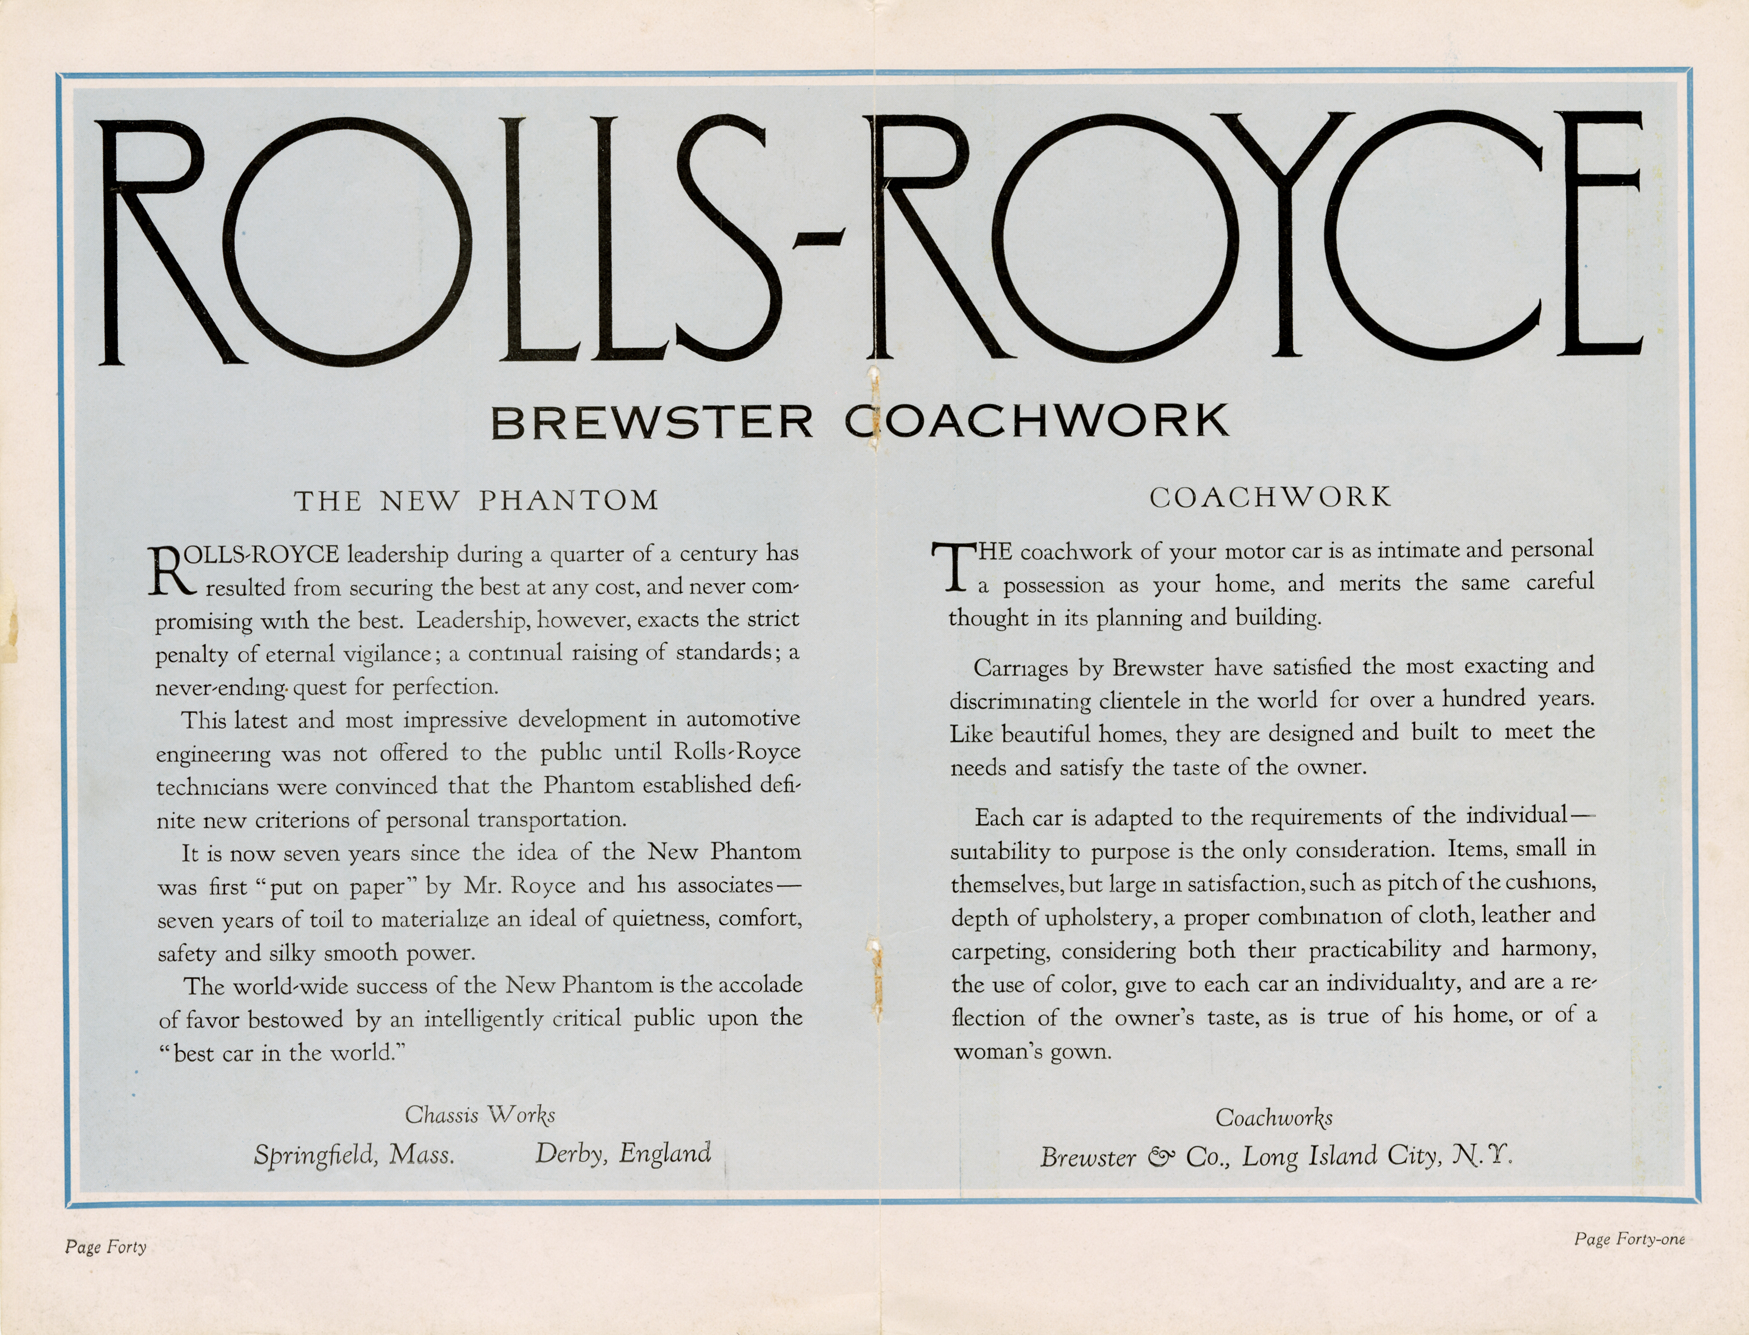 ROLLS-ROYCE
BREWSTER COACHWORK
THE NEW PHANTOM
ROLLS-ROYCE leadership during a quarter of a century has
resulted from securing the best at any cost, and never com-
promising with the best. Leadership, however, exacts the strict
penalty of eternal vigilance; a continual raising of standards; a
never-ending quest for perfection.
This latest and most impressive development in automotive
engineering was not offered to the public until Rolls-Royce
technicians were convinced that the Phantom established defi-
nite new criterions of personal transportation.
It is now seven years since the idea of the New Phantom
was first “put on paper” by Mr. Royce and his associates—
seven years of toil to materialize an ideal of quietness, comfort,
safety and silky smooth power.
The world-wide success of the New Phantom is the accolade
of favor bestowed by an intelligently critical public upon the
“best car in the world.”
Chassis Works
Springfield, Mass. Derby, England
COACHWORK
THE coachwork of your motor car is as intimate and personal
a possession as your home, and merits the same careful
thought in its planning and building.
Carriages by Brewster have satisfied the most exacting and
discriminating clientele in the world for over a hundred years.
Like beautiful homes, they are designed and built to meet the
needs and satisfy the taste of the owner.
Each car is adapted to the requirements of the individual—
suitability to purpose is the only consideration. Items, small in
themselves, but large in satisfaction, such as pitch of the cushions,
depth of upholstery, a proper combination of cloth, leather and
carpeting, considering both their practicability and harmony,
the use of color, give to each car an individuality, and are a re-
flection of the owner's taste, as is true of his home, or of a
woman's gown.
Coachworks
Brewster & Co., Long Island City, N.Y.
Page Forty
Page Forty-one